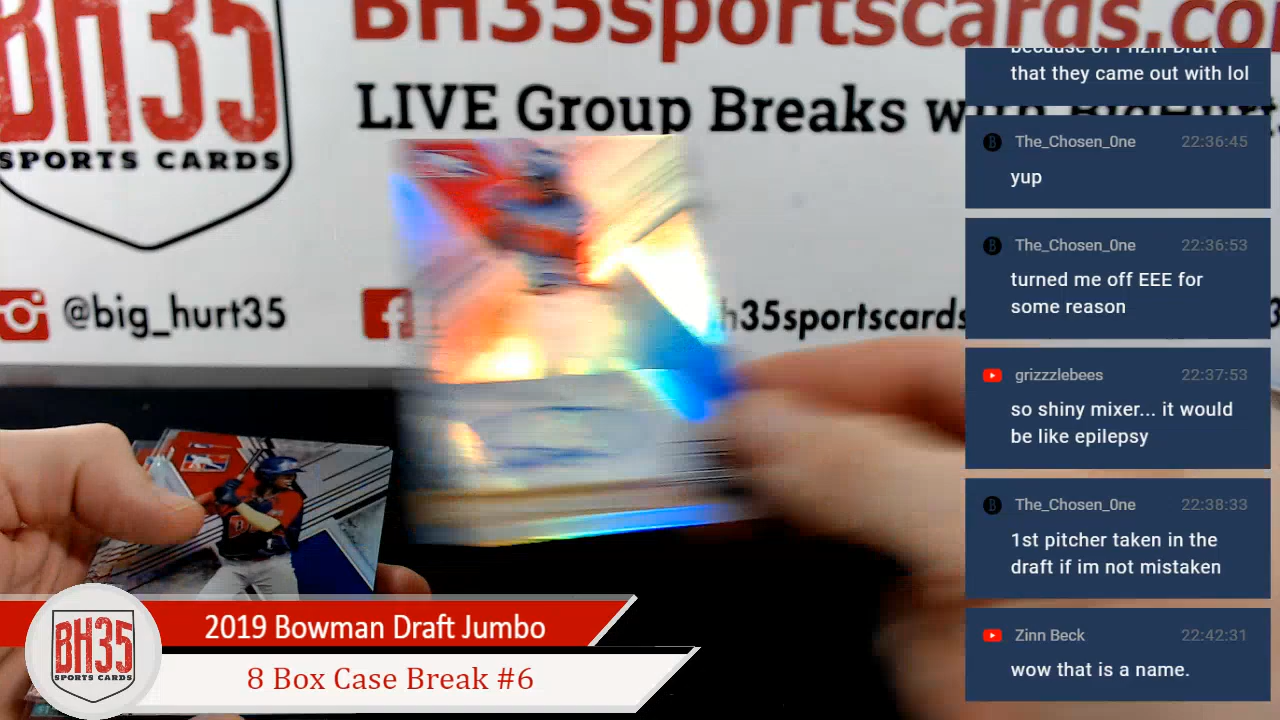 BH35
SPORTS CARDS
BH35sportscards.co
LIVE Group Breaks
@big_hurt35
h35sportscards
that they came out with lol
The_Chosen_0ne 22:36:45
yup
The_Chosen_0ne 22:36:53
turned me off EEE for
some reason
grizzzlebees 22:37:53
so shiny mixer... it would
be like epilepsy
The_Chosen_0ne 22:38:33
1st pitcher taken in the
draft if im not mistaken
Zinn Beck 22:42:31
wow that is a name.
BH35
SPORTS CARDS
2019 Bowman Draft Jumbo
8 Box Case Break #6